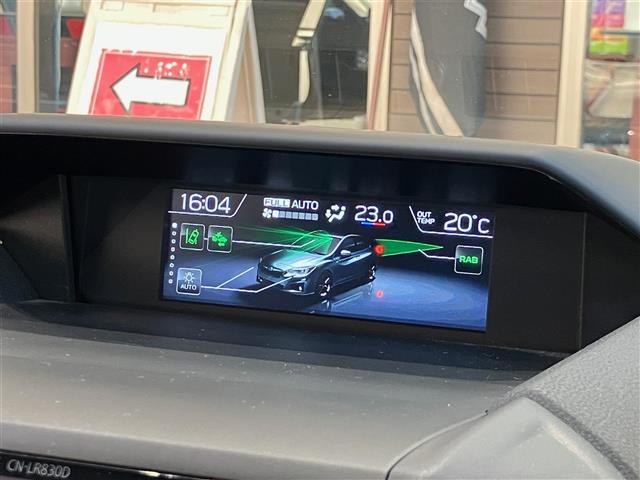 16:04 FULL AUTO 23.0 OUT TEMP 20°C
RAB
AUTO
CN-LR830D